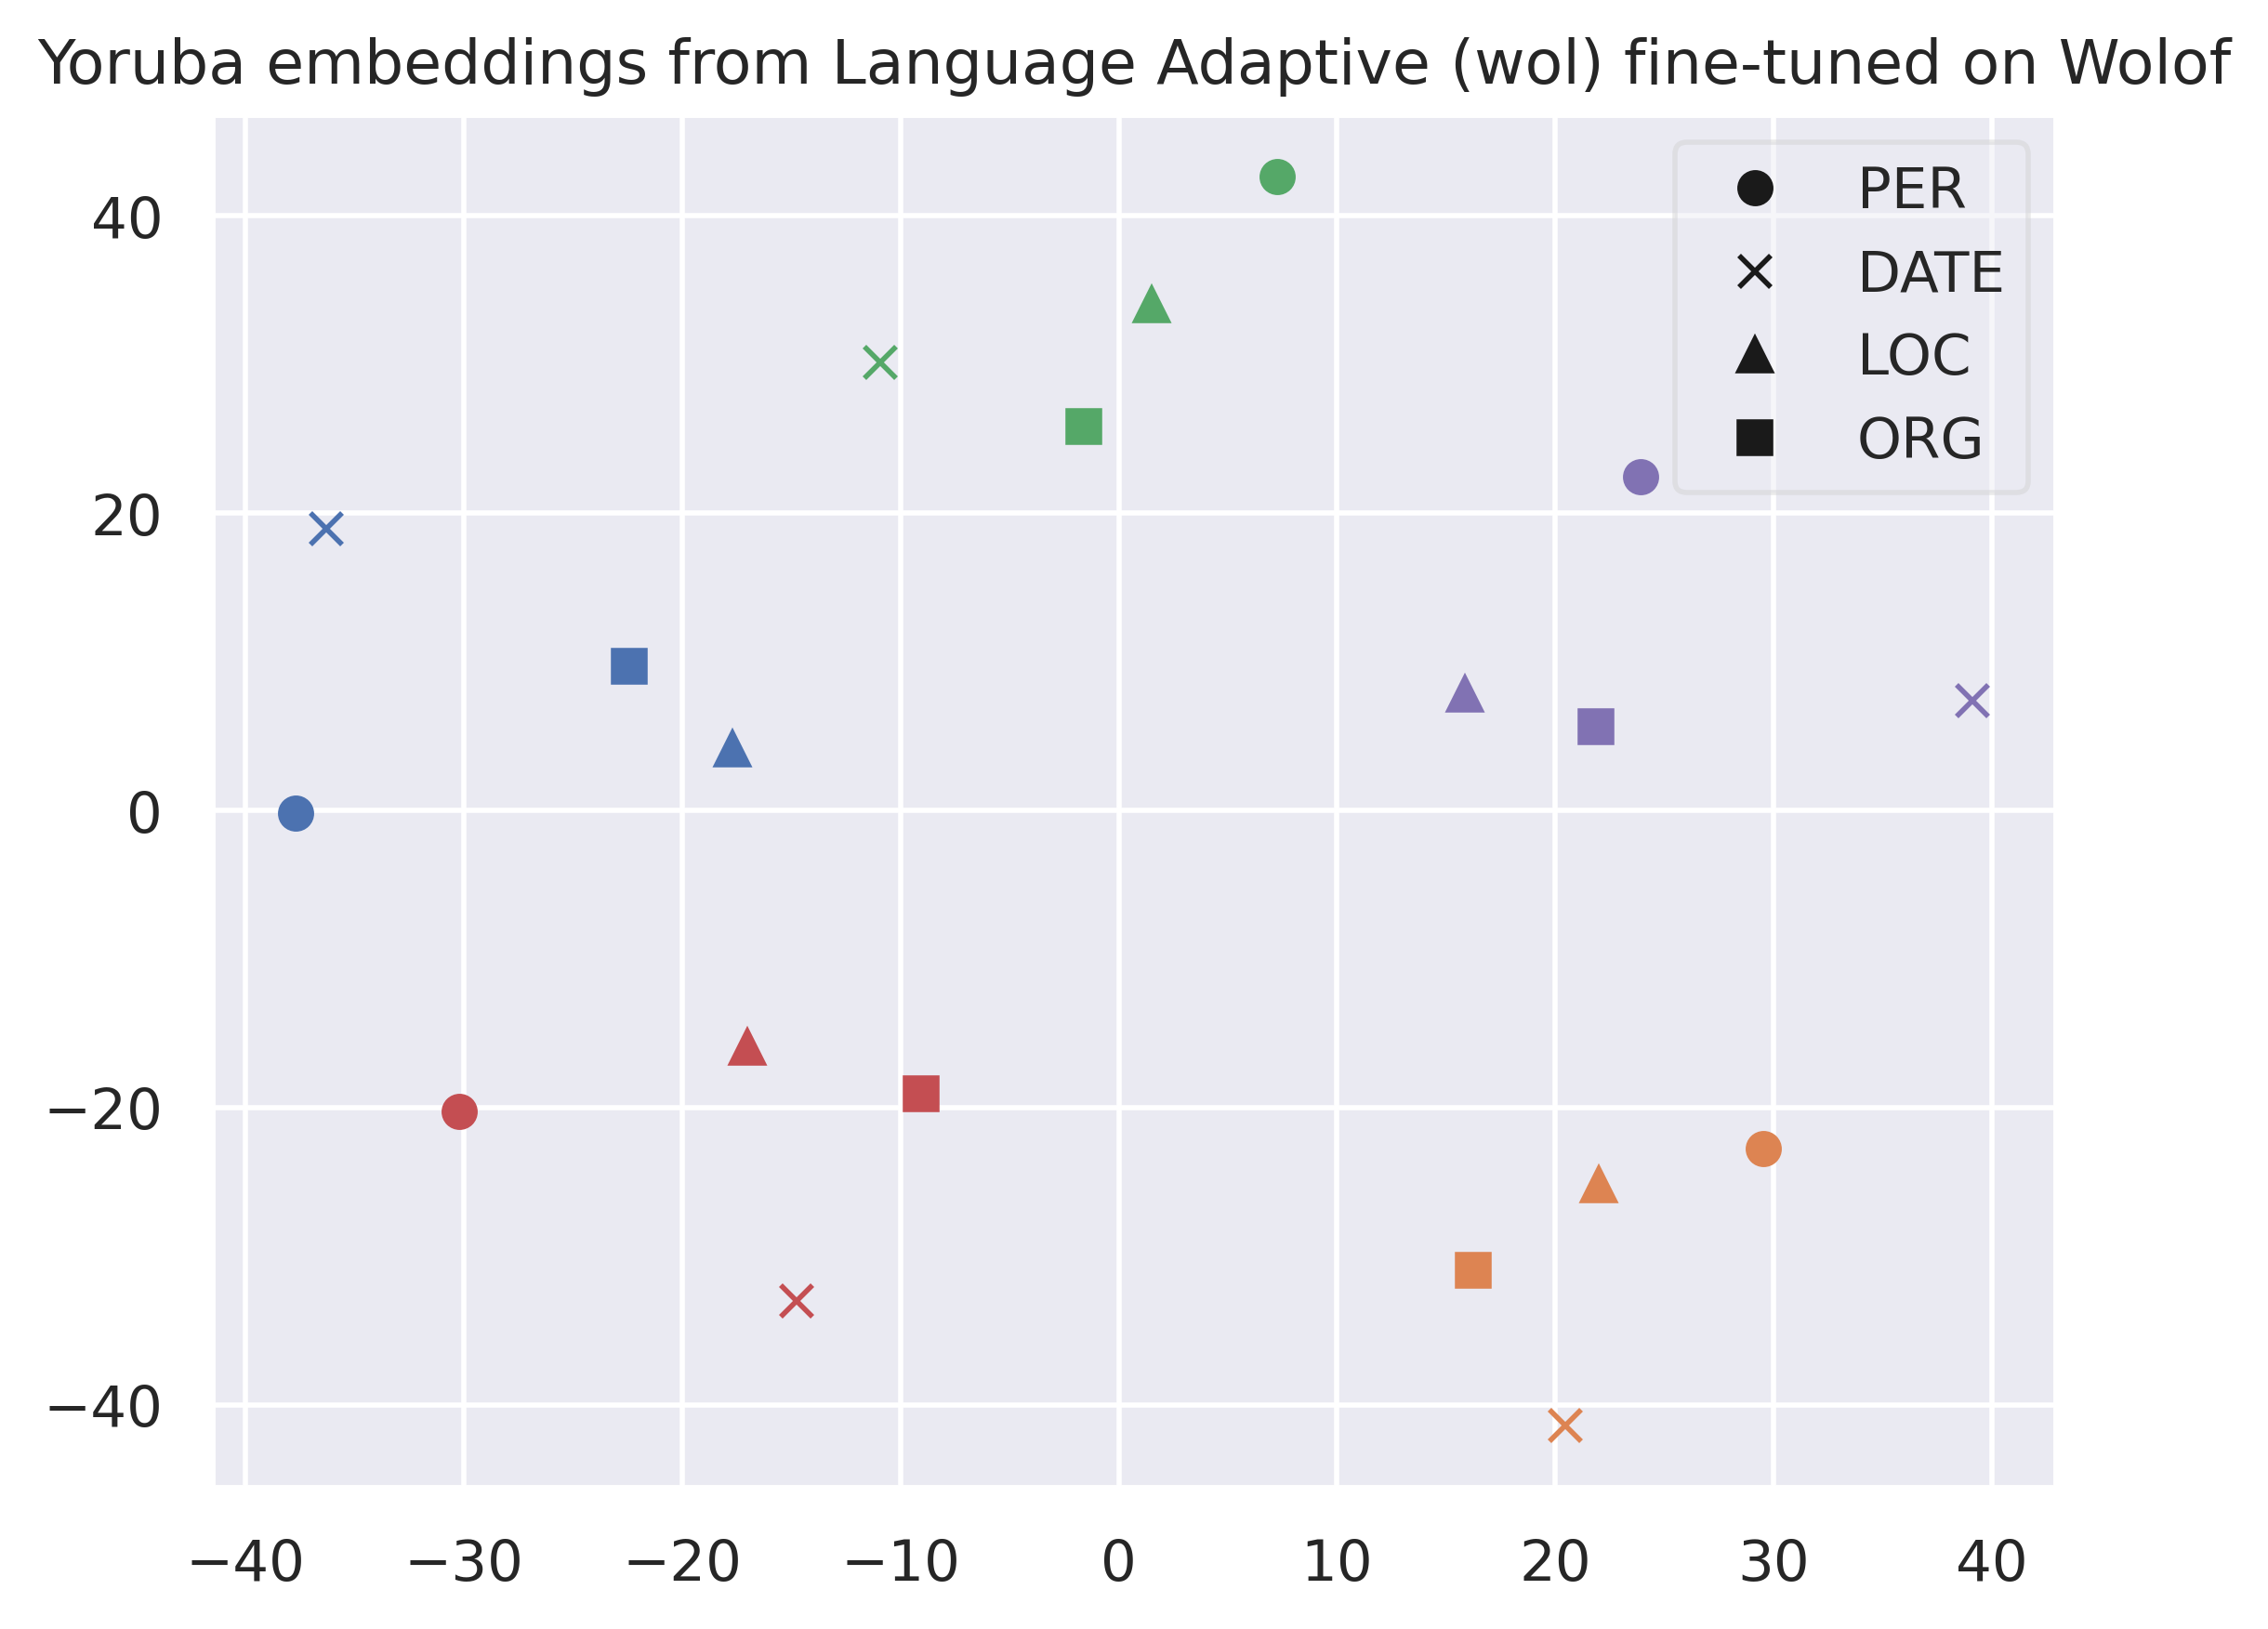 Yoruba embeddings from Language Adaptive (wol) fine-tuned on Wolof
PER
DATE
LOC
ORG
40
20
0
−20
−40
−40 −30 −20 −10 0 10 20 30 40